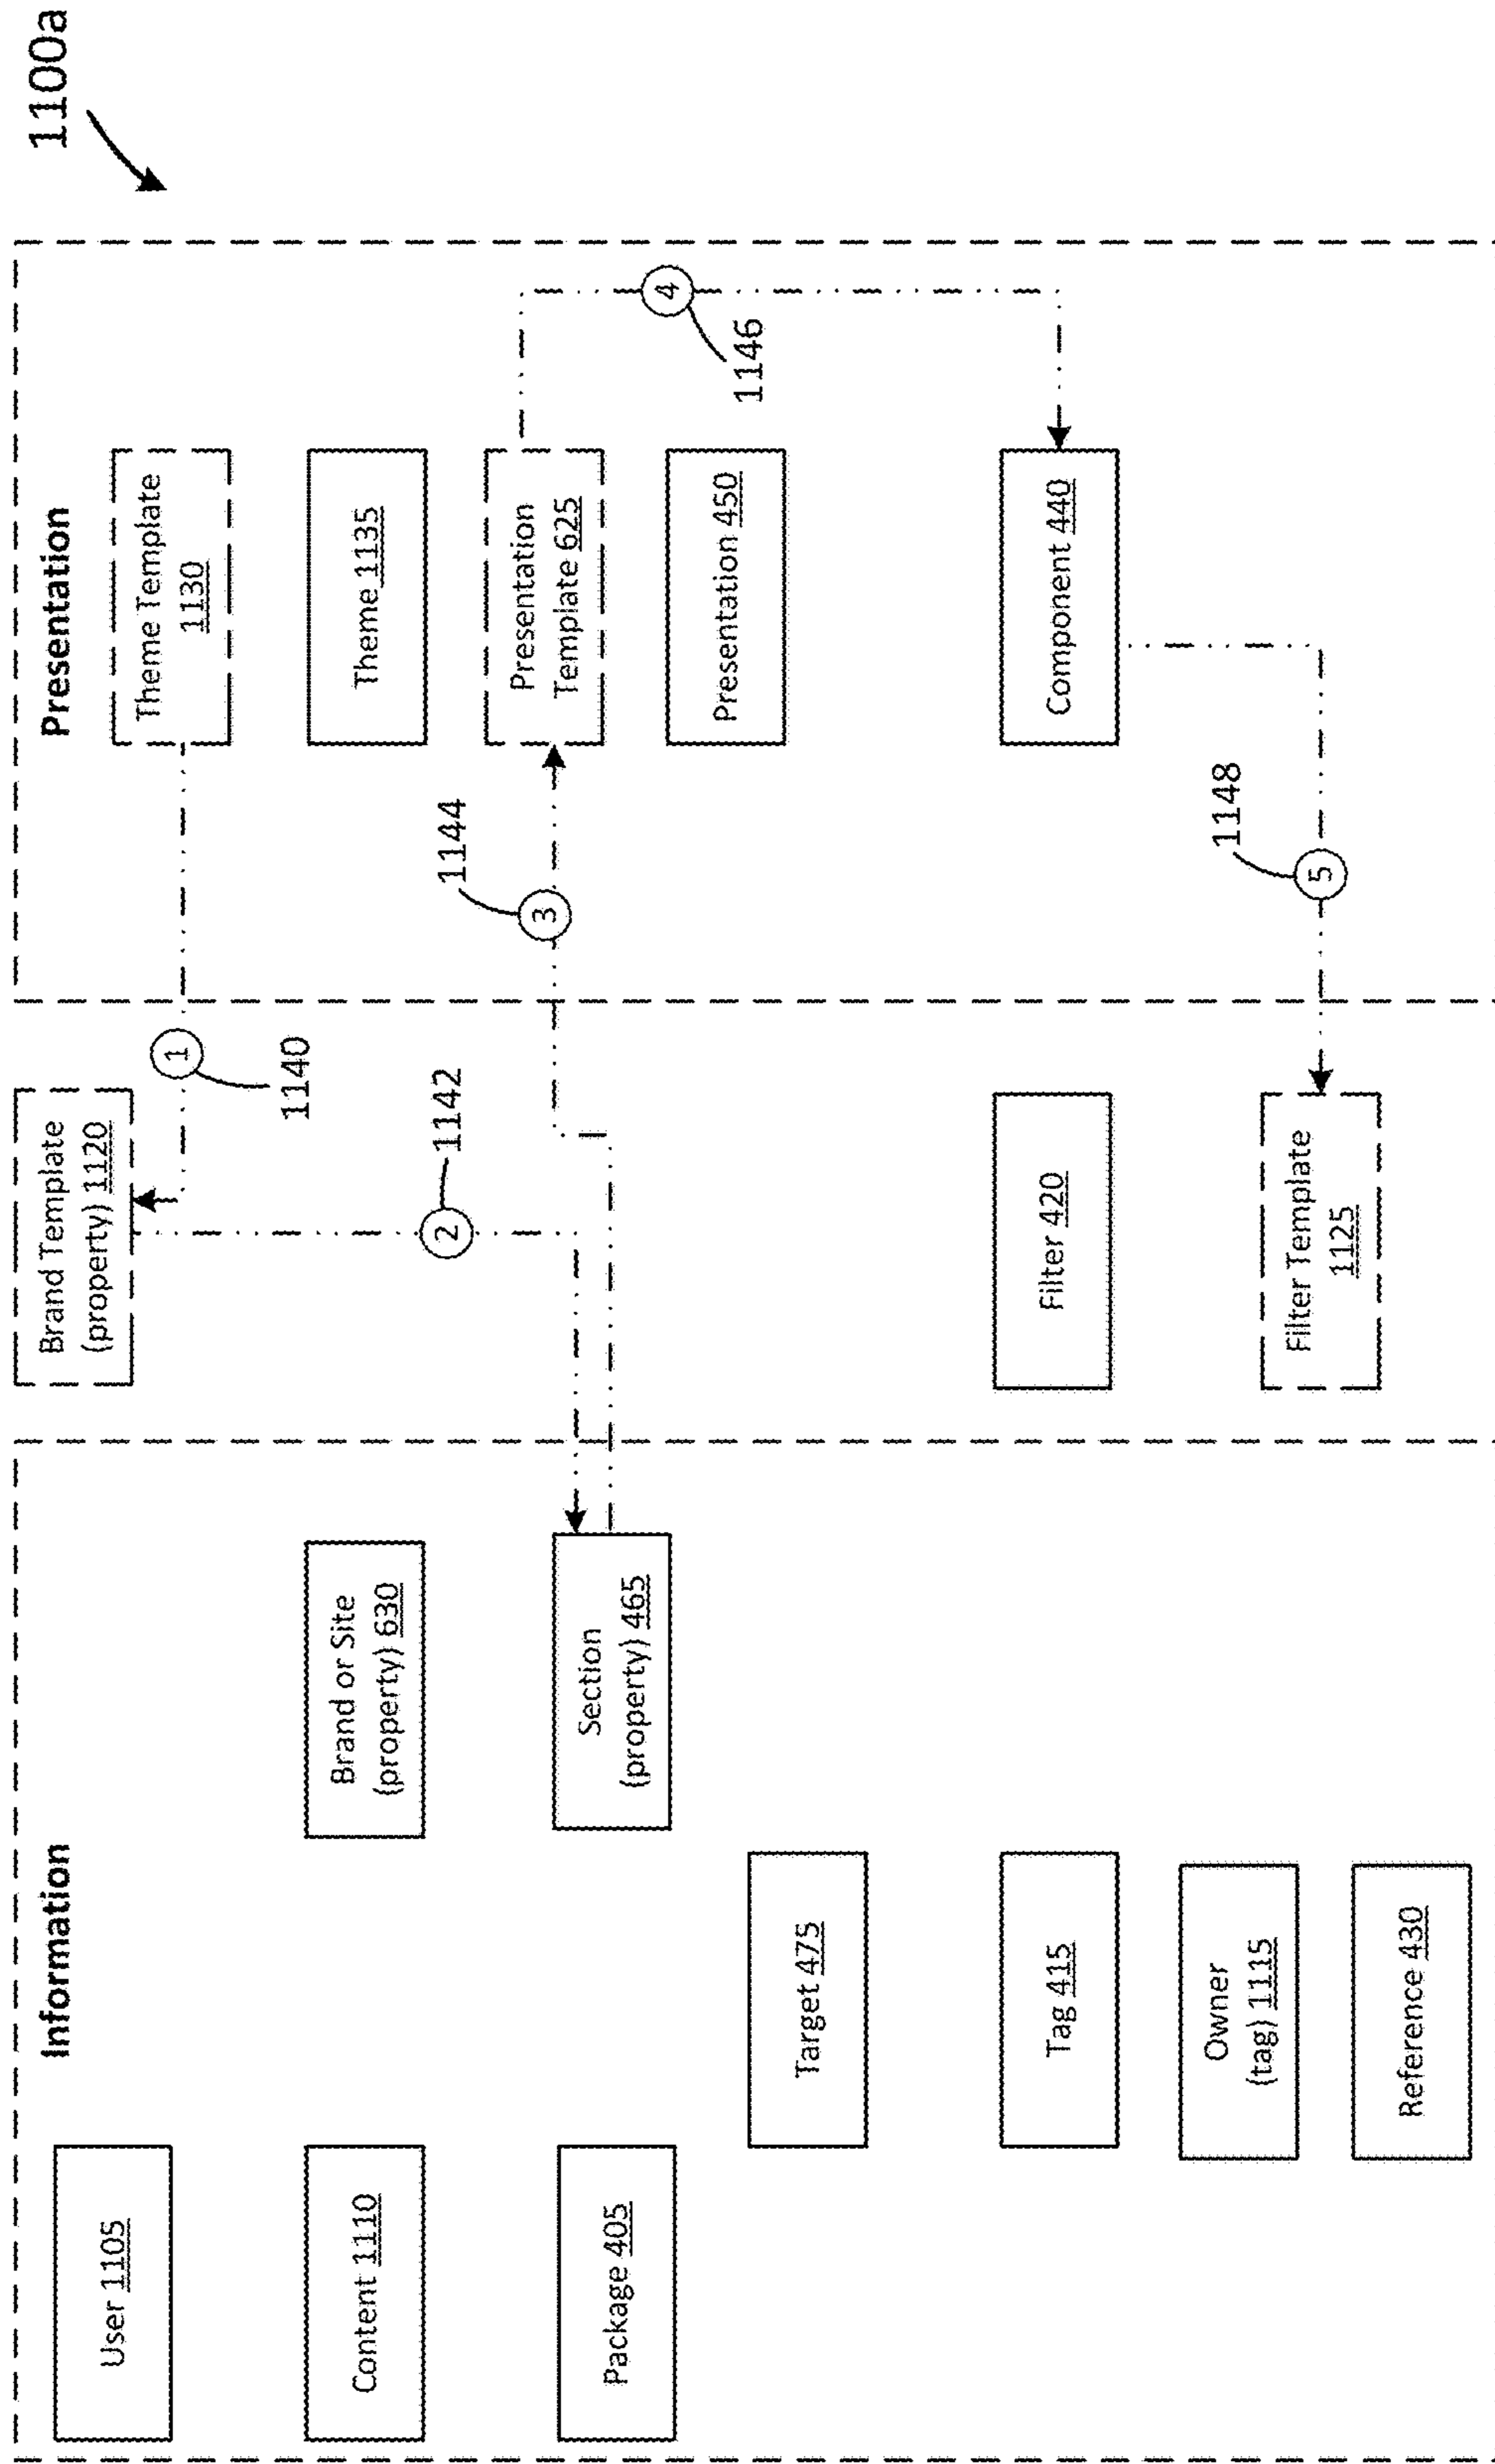 1100a
Information
User 1105
Content 1110
Package 405
Brand or Site
(property) 630
Section
(property) 465
Target 475
Tag 415
Owner
(tag) 1115
Reference 430
Brand Template
(property) 1120
1
1140
2
1142
Filter 420
Filter Template
1125
Presentation
Theme Template
1130
Theme 1135
Presentation
Template 625
Presentation 450
Component 440
3
1144
4
1146
5
1148